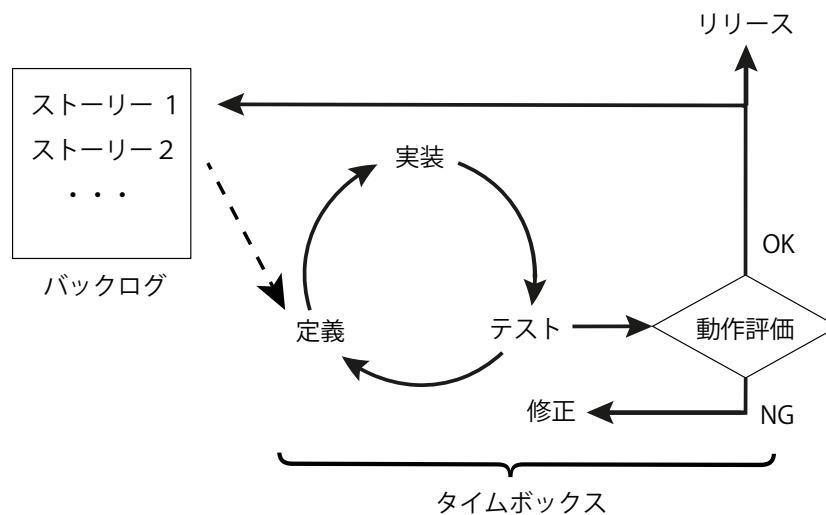 リリース
ストーリー 1
ストーリー 2
・・・
バックログ
実装
定義
テスト
OK
動作評価
修正
NG
タイムボックス